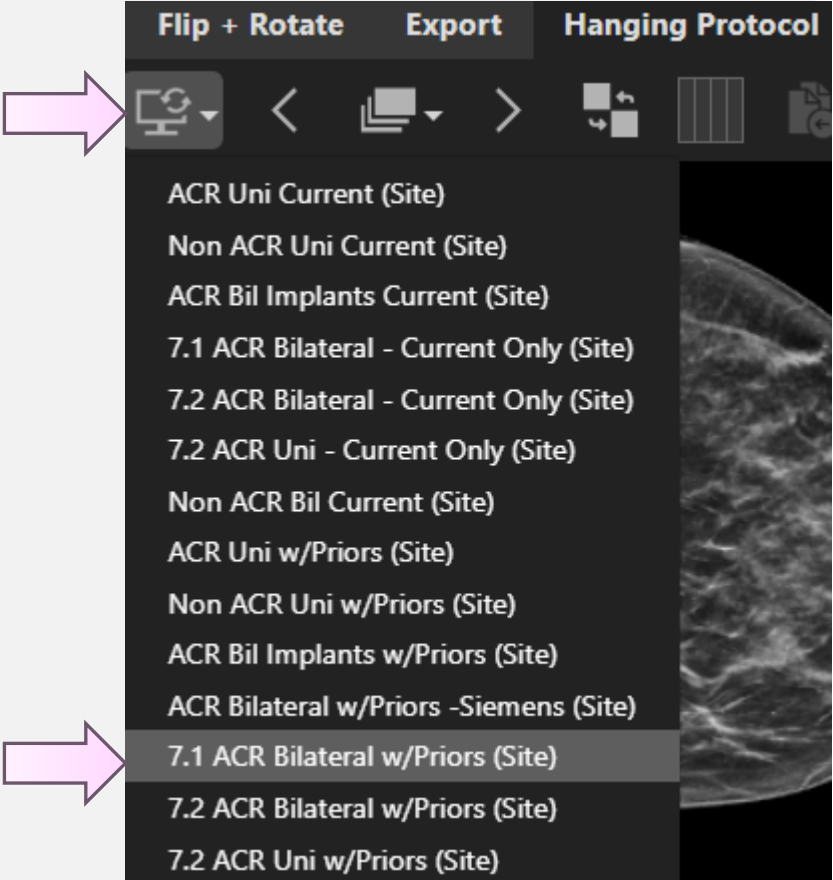 Flip + Rotate Export Hanging Protocol
ACR Uni Current (Site)
Non ACR Uni Current (Site)
ACR Bil Implants Current (Site)
7.1 ACR Bilateral - Current Only (Site)
7.2 ACR Bilateral - Current Only (Site)
7.2 ACR Uni - Current Only (Site)
Non ACR Bil Current (Site)
ACR Uni w/Priors (Site)
Non ACR Uni w/Priors (Site)
ACR Bil Implants w/Priors (Site)
ACR Bilateral w/Priors -Siemens (Site)
7.1 ACR Bilateral w/Priors (Site)
7.2 ACR Bilateral w/Priors (Site)
7.2 ACR Uni w/Priors (Site)